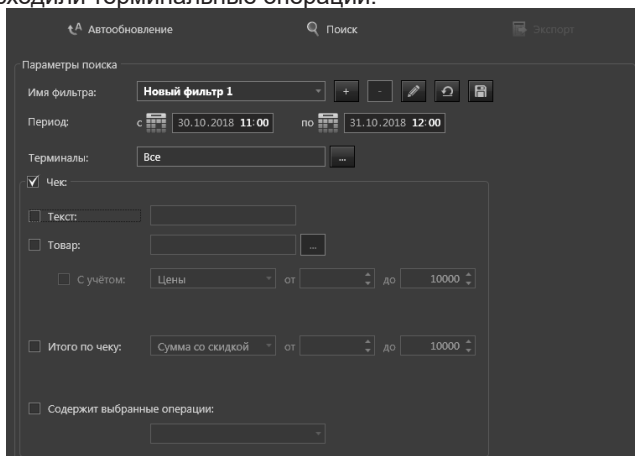 входили терминальные операции.
Автообновление Поиск Экспорт
Параметры поиска
Имя фильтра: Новый фильтр 1 + -
Период: с 30.10.2018 11:00 по 31.10.2018 12:00
Терминалы: Все ...
Чек:
Текст:
Товар: ...
С учётом: Цены от до 10000
Итого по чеку: Сумма со скидкой от до 10000
Содержит выбранные операции: